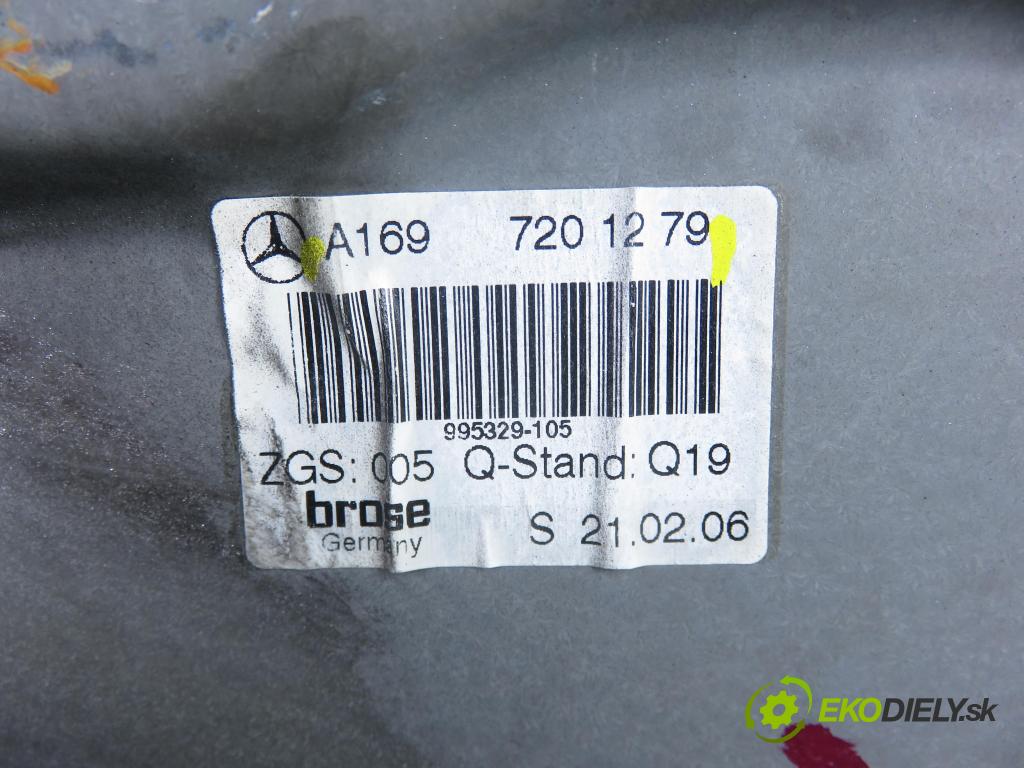 A169 720 12 79
995329-105
ZGS: 005 Q-Stand: Q19
brose
Germany
S 21.02.06
EKODIELY.sk